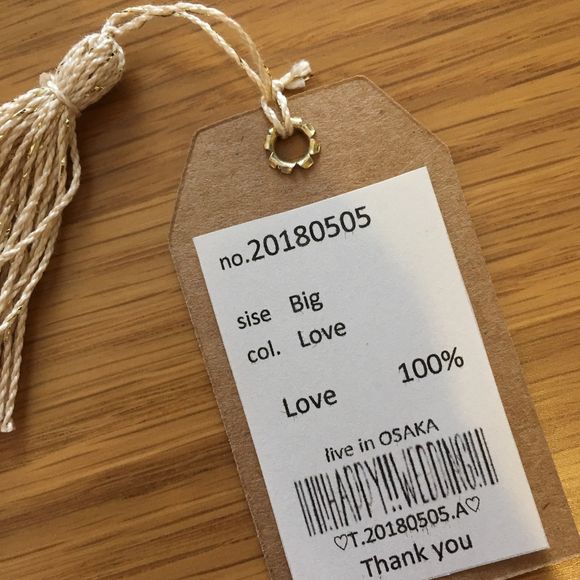 no.20180505
sise Big
col. Love
Love 100%
live in OSAKA
HAPPY!!WEDDING!!
♡T.20180505.A♡
Thank you